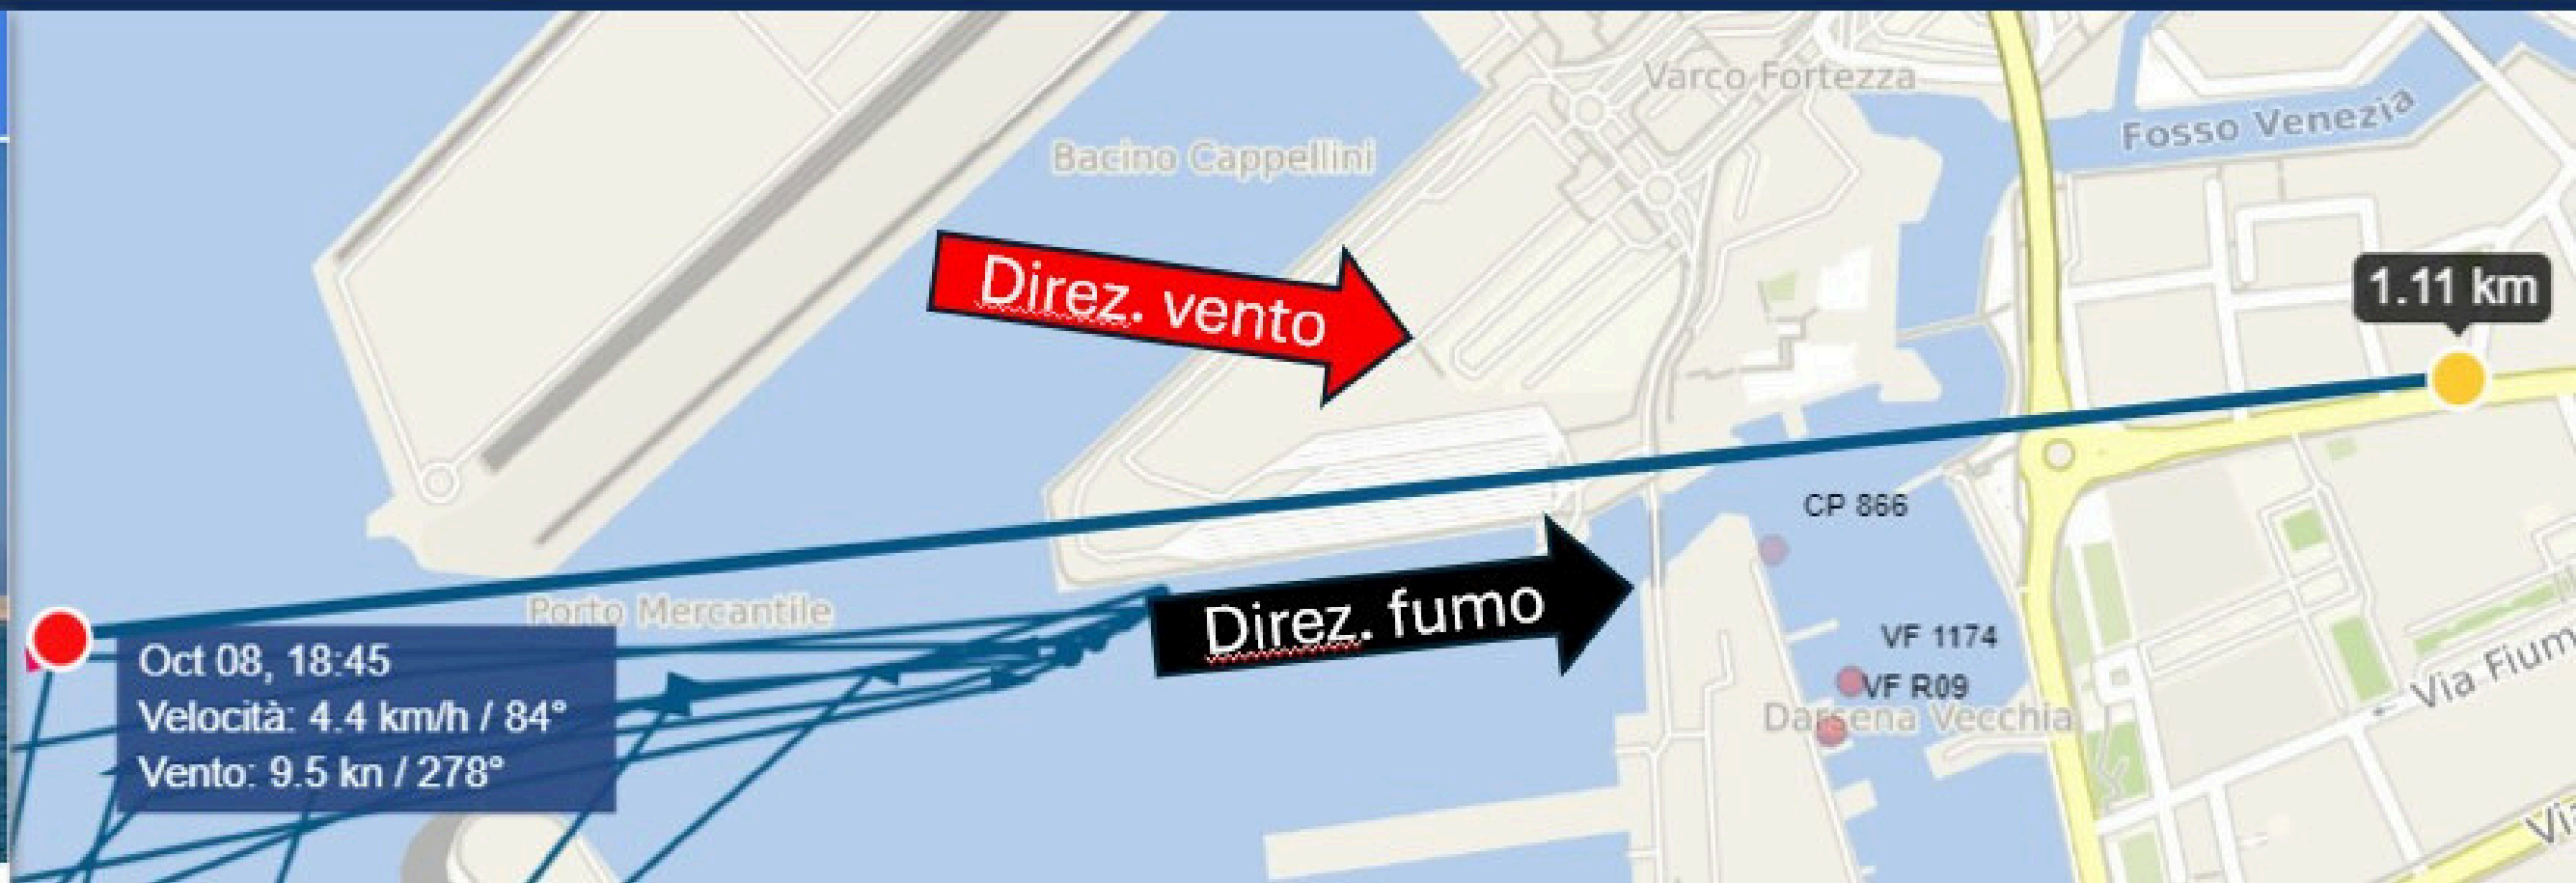 Varco Fortezza
Fosso Venezia
Bacino Cappellini
Direz. vento
1.11 km
CP 866
Direz. fumo
Porto Mercantile
Oct 08, 18:45
Velocità: 4.4 km/h / 84°
Vento: 9.5 kn / 278°
VF 1174
VF R09
Darsena Vecchia
Via Fium
Via